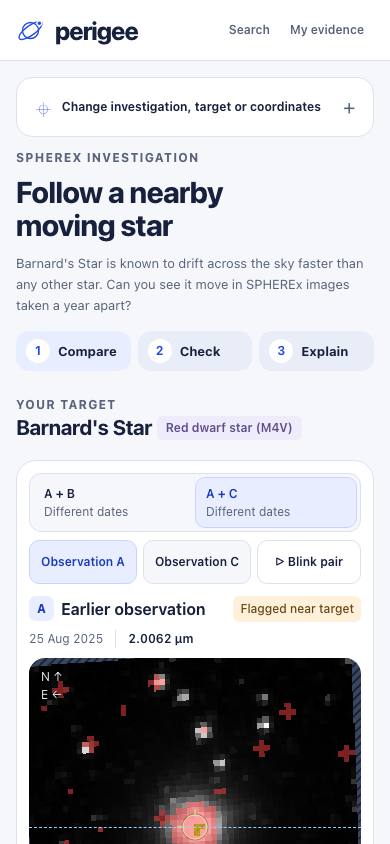 perigee
Search
My evidence
Change investigation, target or coordinates
+
SPHEREX INVESTIGATION
Follow a nearby
moving star
Barnard's Star is known to drift across the sky faster than
any other star. Can you see it move in SPHEREx images
taken a year apart?
1 Compare
2 Check
3 Explain
YOUR TARGET
Barnard's Star Red dwarf star (M4V)
A + B
Different dates
A + C
Different dates
Observation A
Observation C
▷ Blink pair
A Earlier observation
Flagged near target
25 Aug 2025
2.0062 µm
N ↑
E ←
F